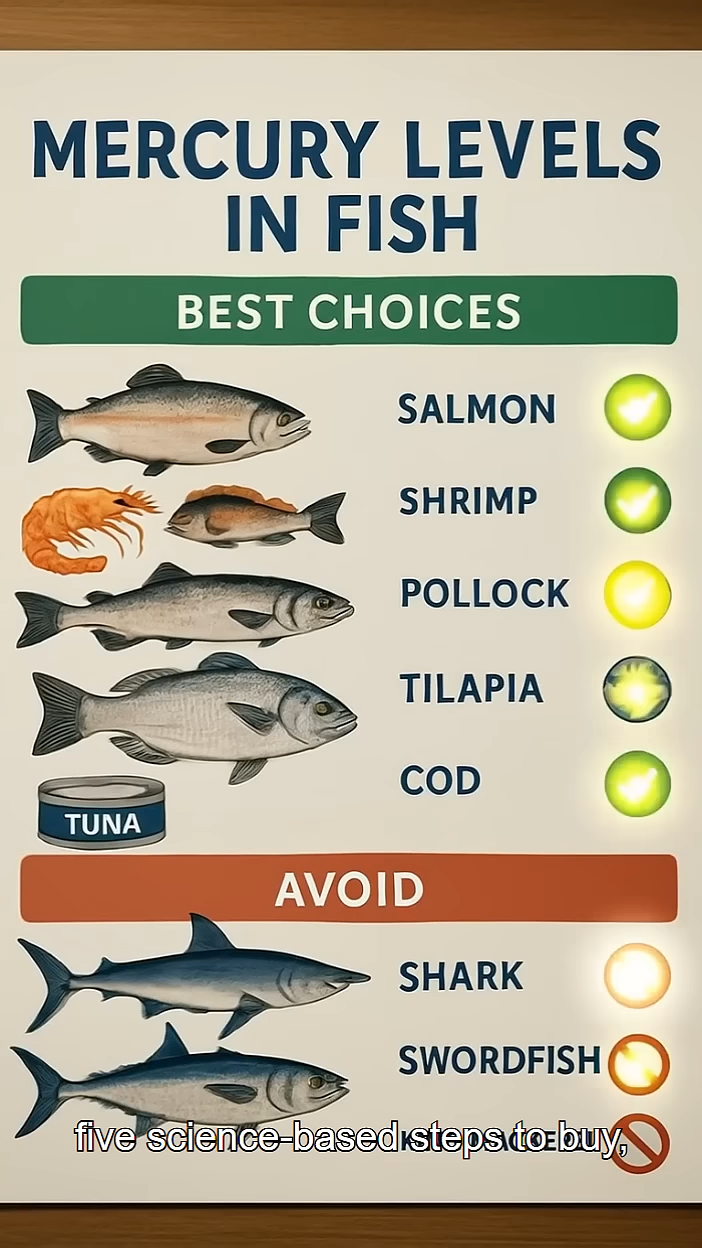 MERCURY LEVELS
IN FISH
BEST CHOICES
SALMON
SHRIMP
POLLOCK
TILAPIA
COD
TUNA
AVOID
SHARK
SWORDFISH
five science-based steps to buy,